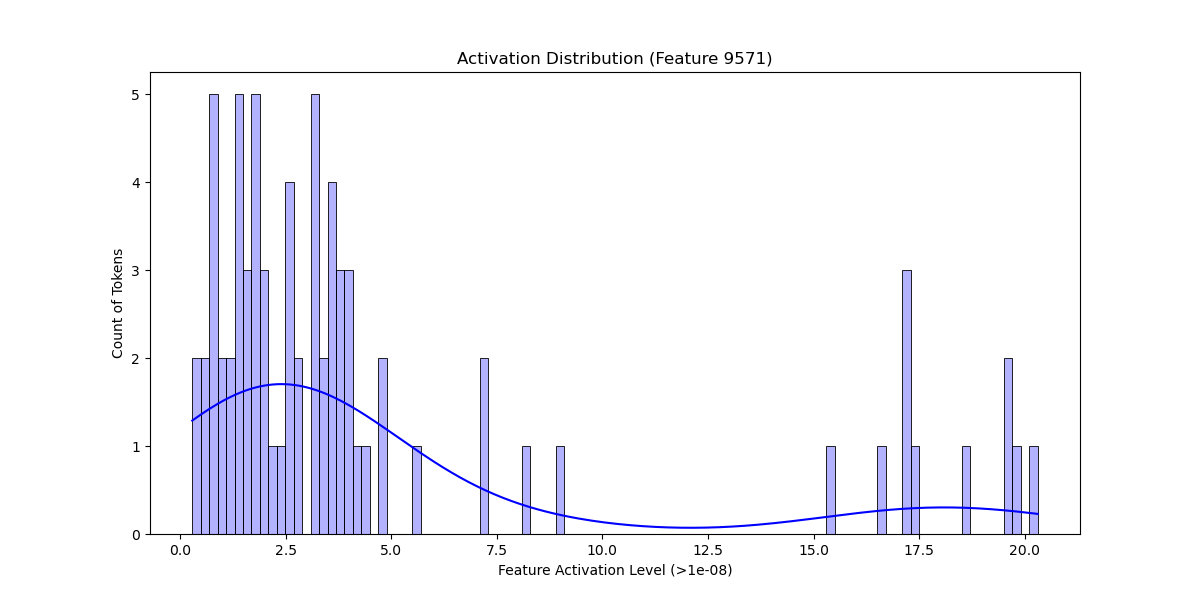 Activation Distribution (Feature 9571)
5
4
3
2
1
0
Count of Tokens
0.0 2.5 5.0 7.5 10.0 12.5 15.0 17.5 20.0
Feature Activation Level (>1e-08)